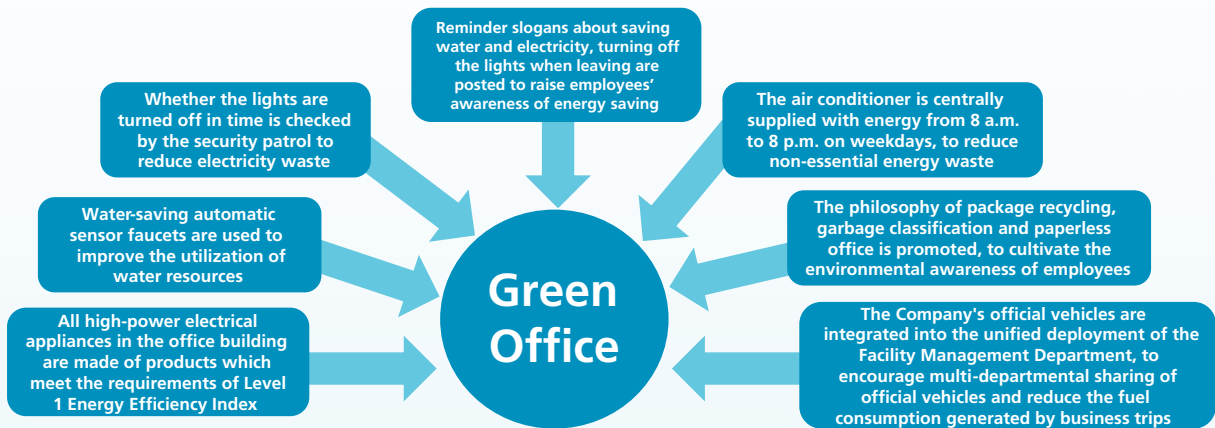 Reminder slogans about saving
water and electricity, turning off
the lights when leaving are
posted to raise employees’
awareness of energy saving
Whether the lights are
turned off in time is checked
by the security patrol to
reduce electricity waste
The air conditioner is centrally
supplied with energy from 8 a.m.
to 8 p.m. on weekdays, to reduce
non-essential energy waste
Water-saving automatic
sensor faucets are used to
improve the utilization of
water resources
The philosophy of package recycling,
garbage classification and paperless
office is promoted, to cultivate the
environmental awareness of employees
Green
Office
All high-power electrical
appliances in the office building
are made of products which
meet the requirements of Level
1 Energy Efficiency Index
The Company's official vehicles are
integrated into the unified deployment of the
Facility Management Department, to
encourage multi-departmental sharing of
official vehicles and reduce the fuel
consumption generated by business trips